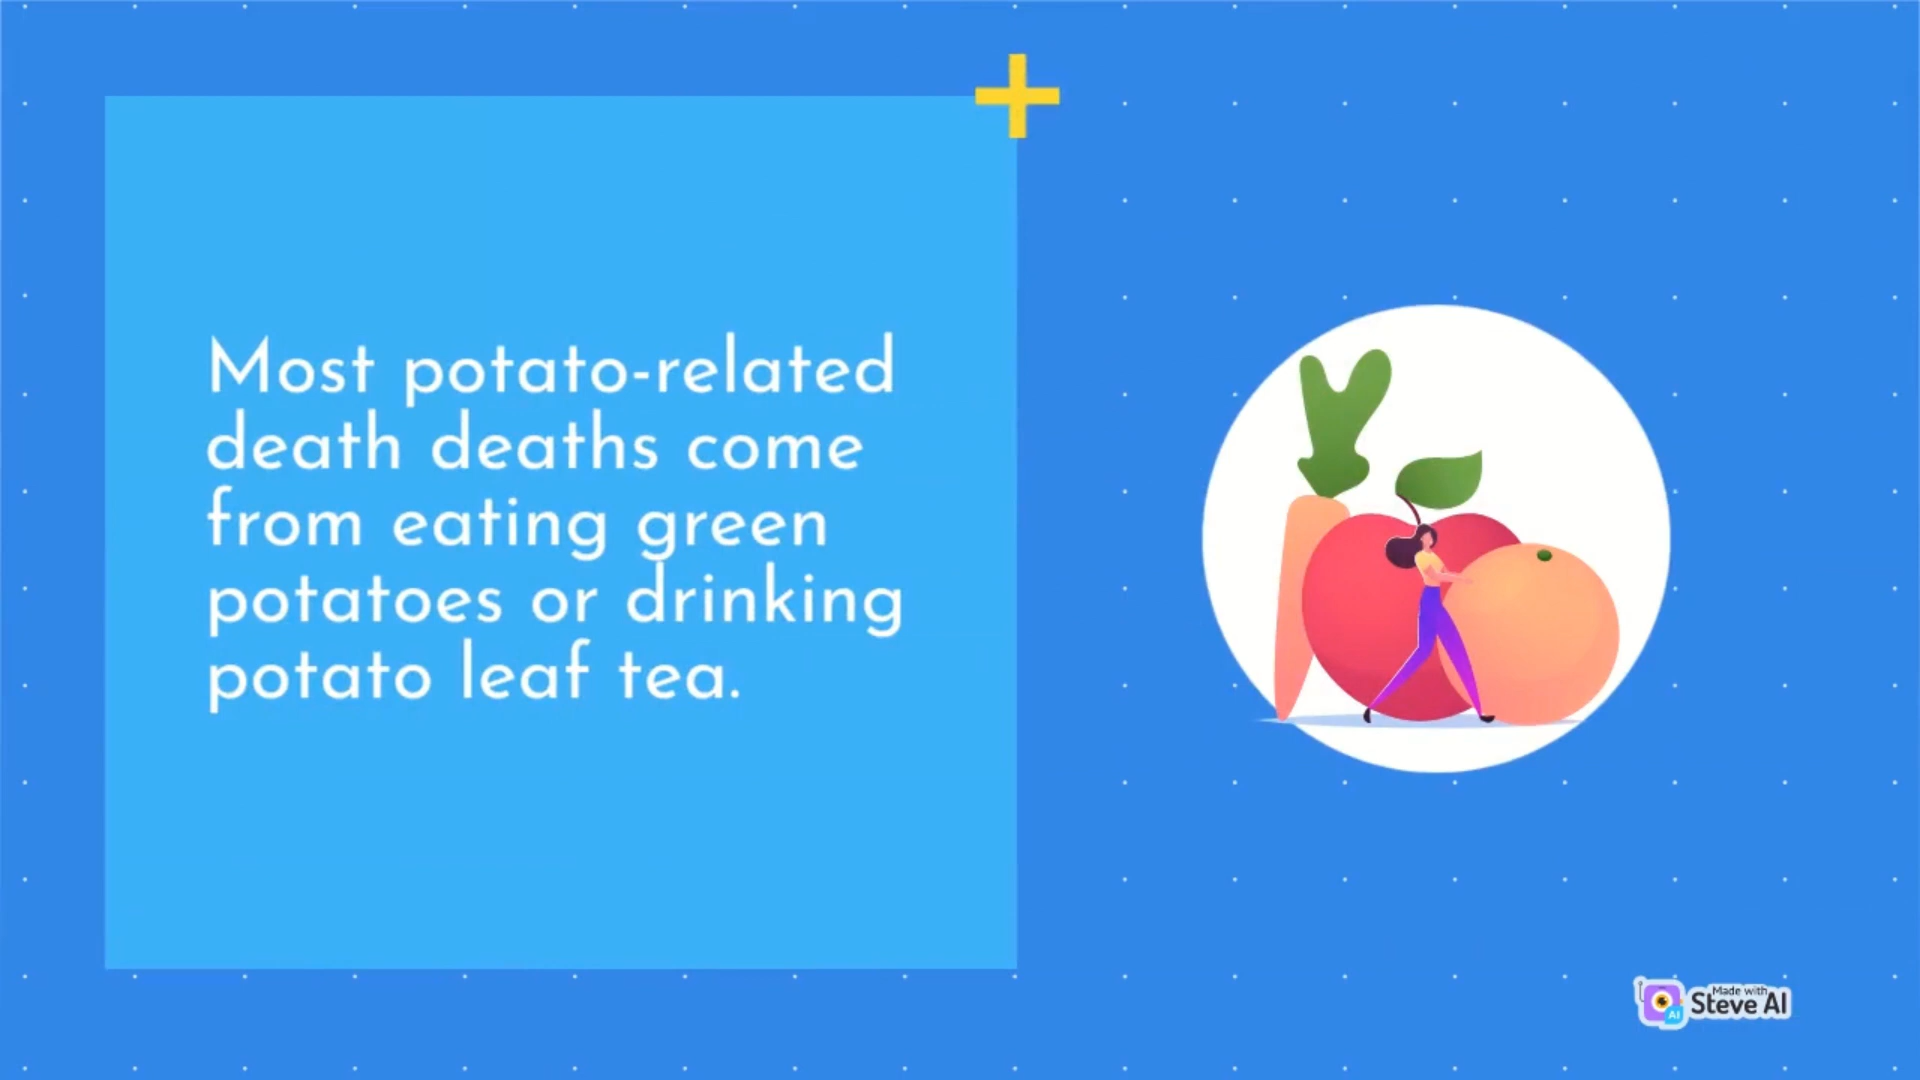 Most potato-related
death deaths come
from eating green
potatoes or drinking
potato leaf tea.
Made with
Steve AI
AI